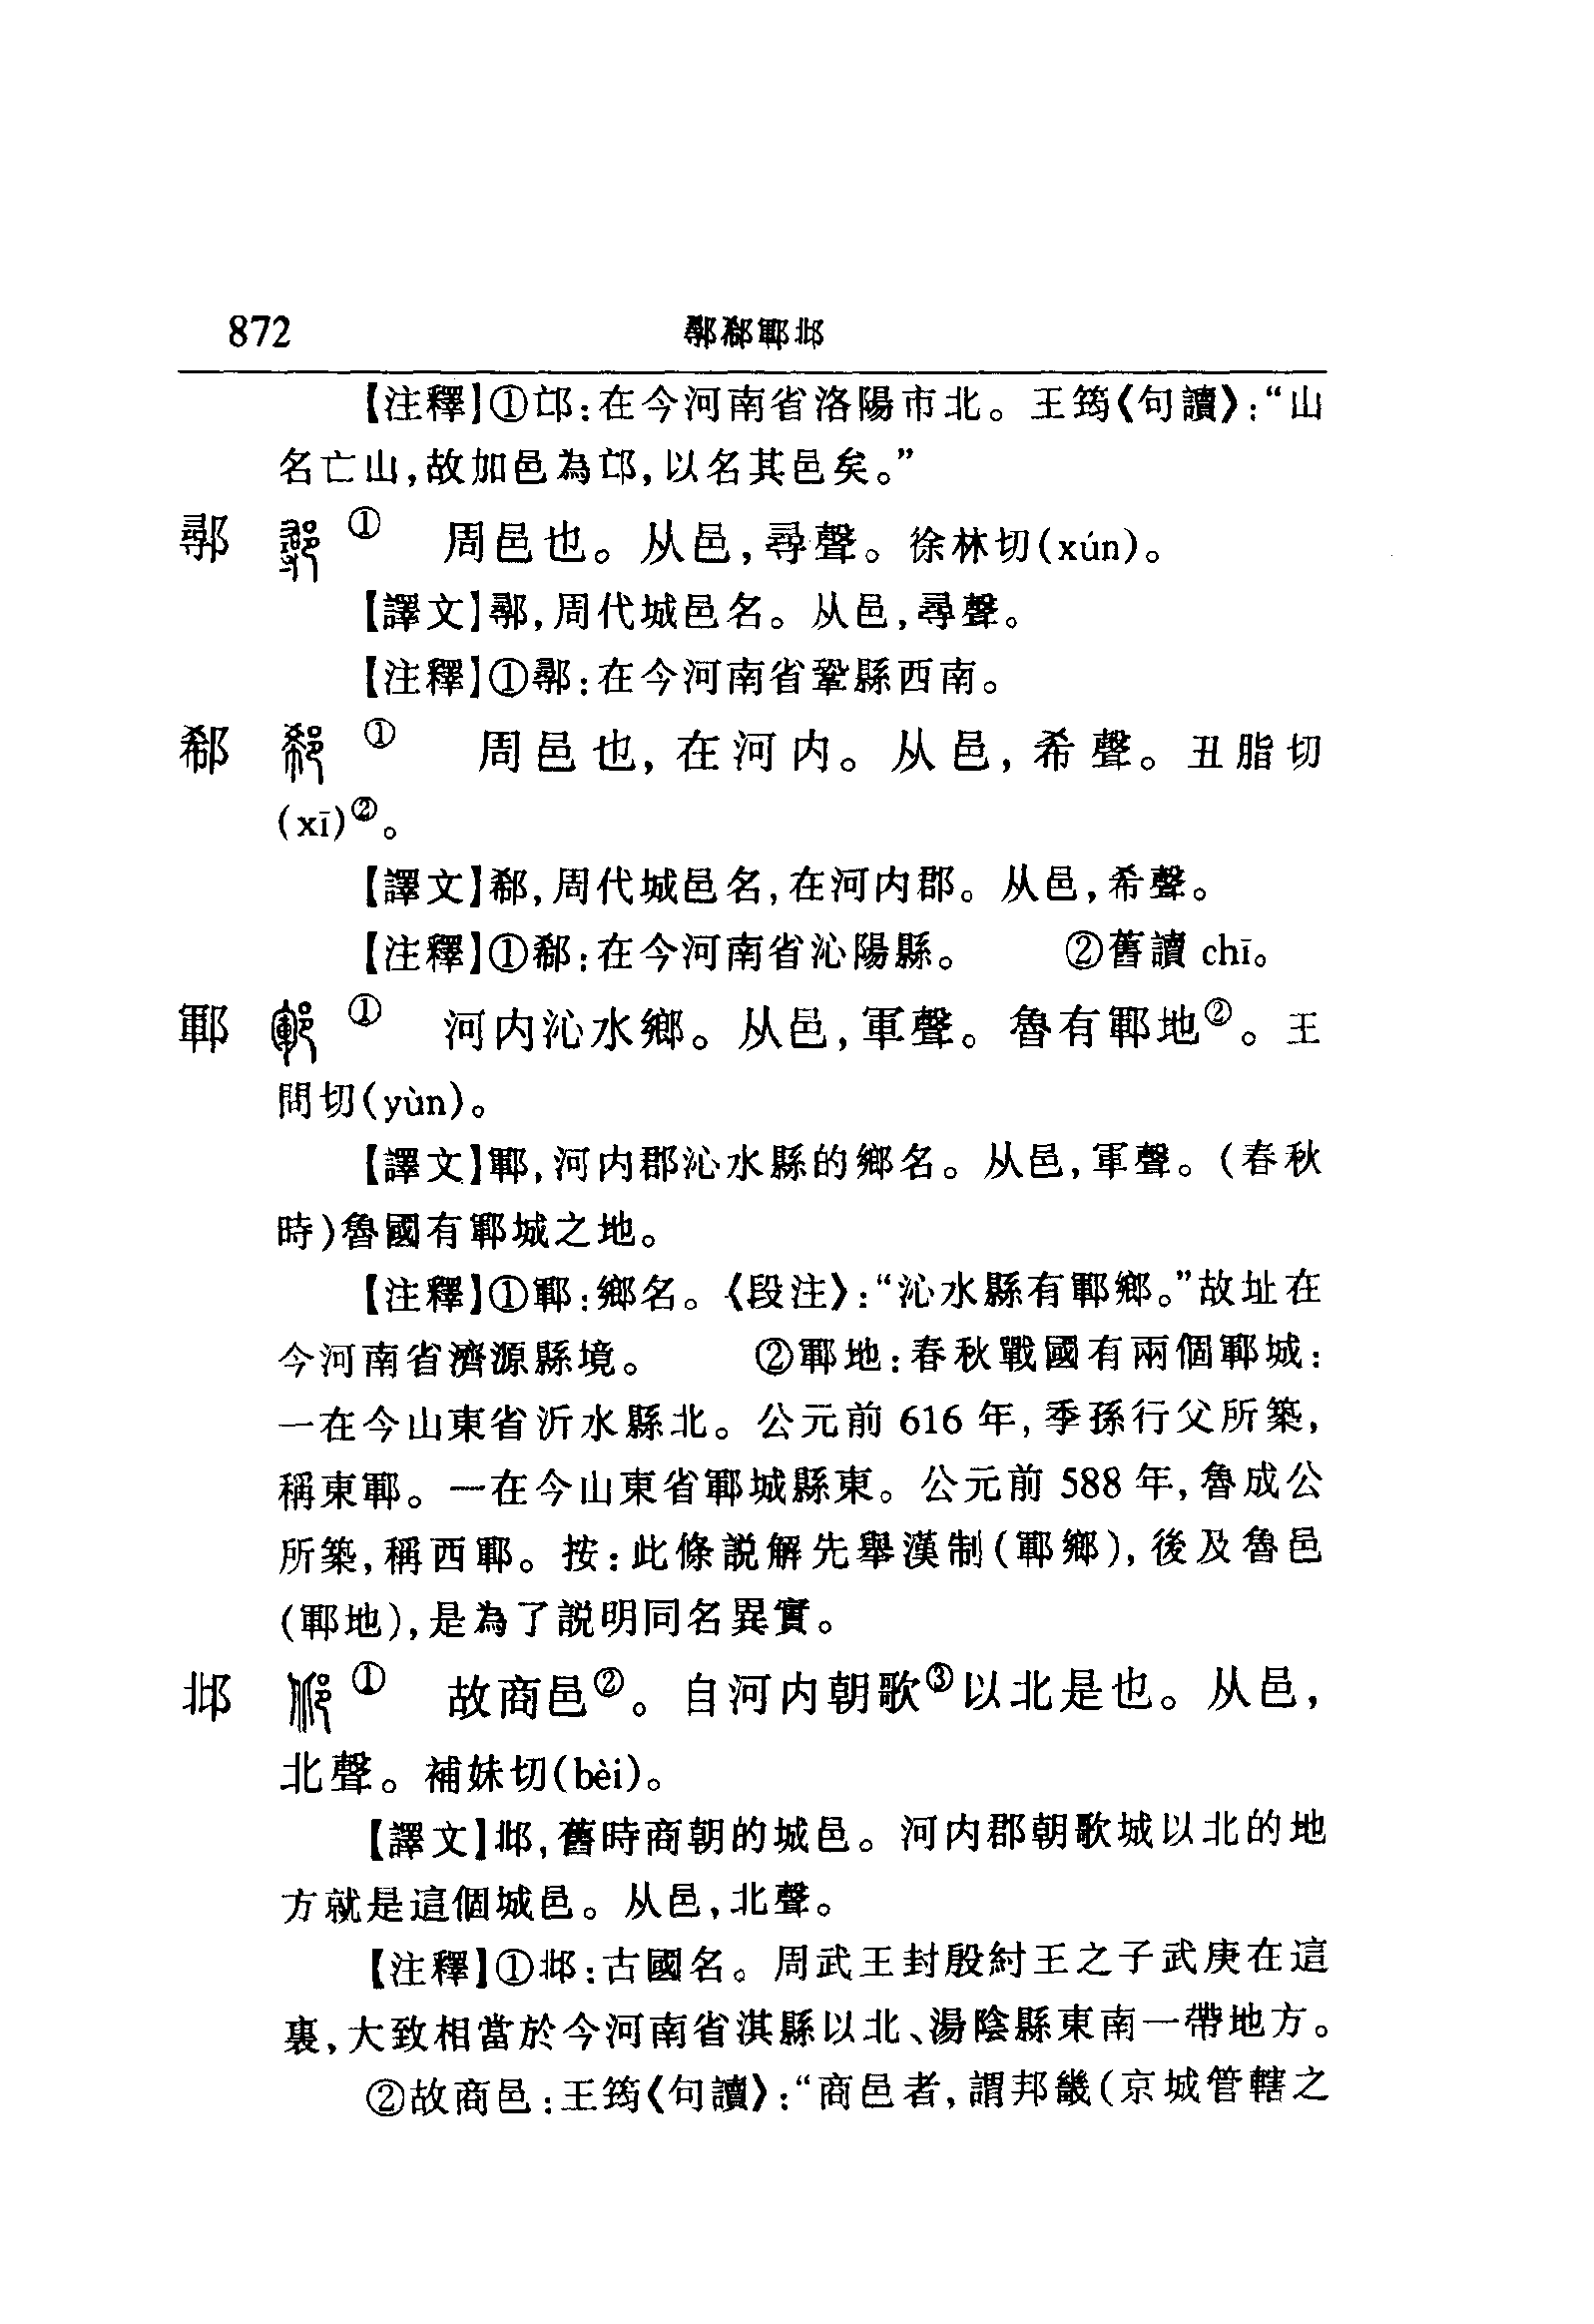 872 鄩郗鄆邶
【注釋】①邙:在今河南省洛陽市北。王筠〈句讀〉:“山
名亡山,故加邑為邙,以名其邑矣。”
鄩 ① 周邑也。从邑,尋聲。徐林切(xún)。
【譯文】鄩,周代城邑名。从邑,尋聲。
【注釋】①鄩:在今河南省鞏縣西南。
郗 ① 周邑也,在河内。从邑,希聲。丑脂切
(xī)②。
【譯文】郗,周代城邑名,在河内郡。从邑,希聲。
【注釋】①郗:在今河南省沁陽縣。 ②舊讀 chī。
鄆 ① 河内沁水鄉。从邑,軍聲。魯有鄆地②。王
問切(yùn)。
【譯文】鄆,河内郡沁水縣的鄉名。从邑,軍聲。(春秋
時)魯國有鄆城之地。
【注釋】①鄆:鄉名。〈段注〉:“沁水縣有鄆鄉。”故址在
今河南省濟源縣境。 ②鄆地:春秋戰國有兩個鄆城:
一在今山東省沂水縣北。公元前 616 年,季孫行父所築,
稱東鄆。一在今山東省鄆城縣東。公元前 588 年,魯成公
所築,稱西鄆。按:此條説解先舉漢制(鄆鄉),後及魯邑
(鄆地),是為了説明同名異實。
邶 ① 故商邑②。自河内朝歌③以北是也。从邑,
北聲。補妹切(bèi)。
【譯文】邶,舊時商朝的城邑。河内郡朝歌城以北的地
方就是這個城邑。从邑,北聲。
【注釋】①邶:古國名。周武王封殷紂王之子武庚在這
裏,大致相當於今河南省淇縣以北、湯陰縣東南一帶地方。
②故商邑:王筠〈句讀〉:“商邑者,謂邦畿(京城管轄之